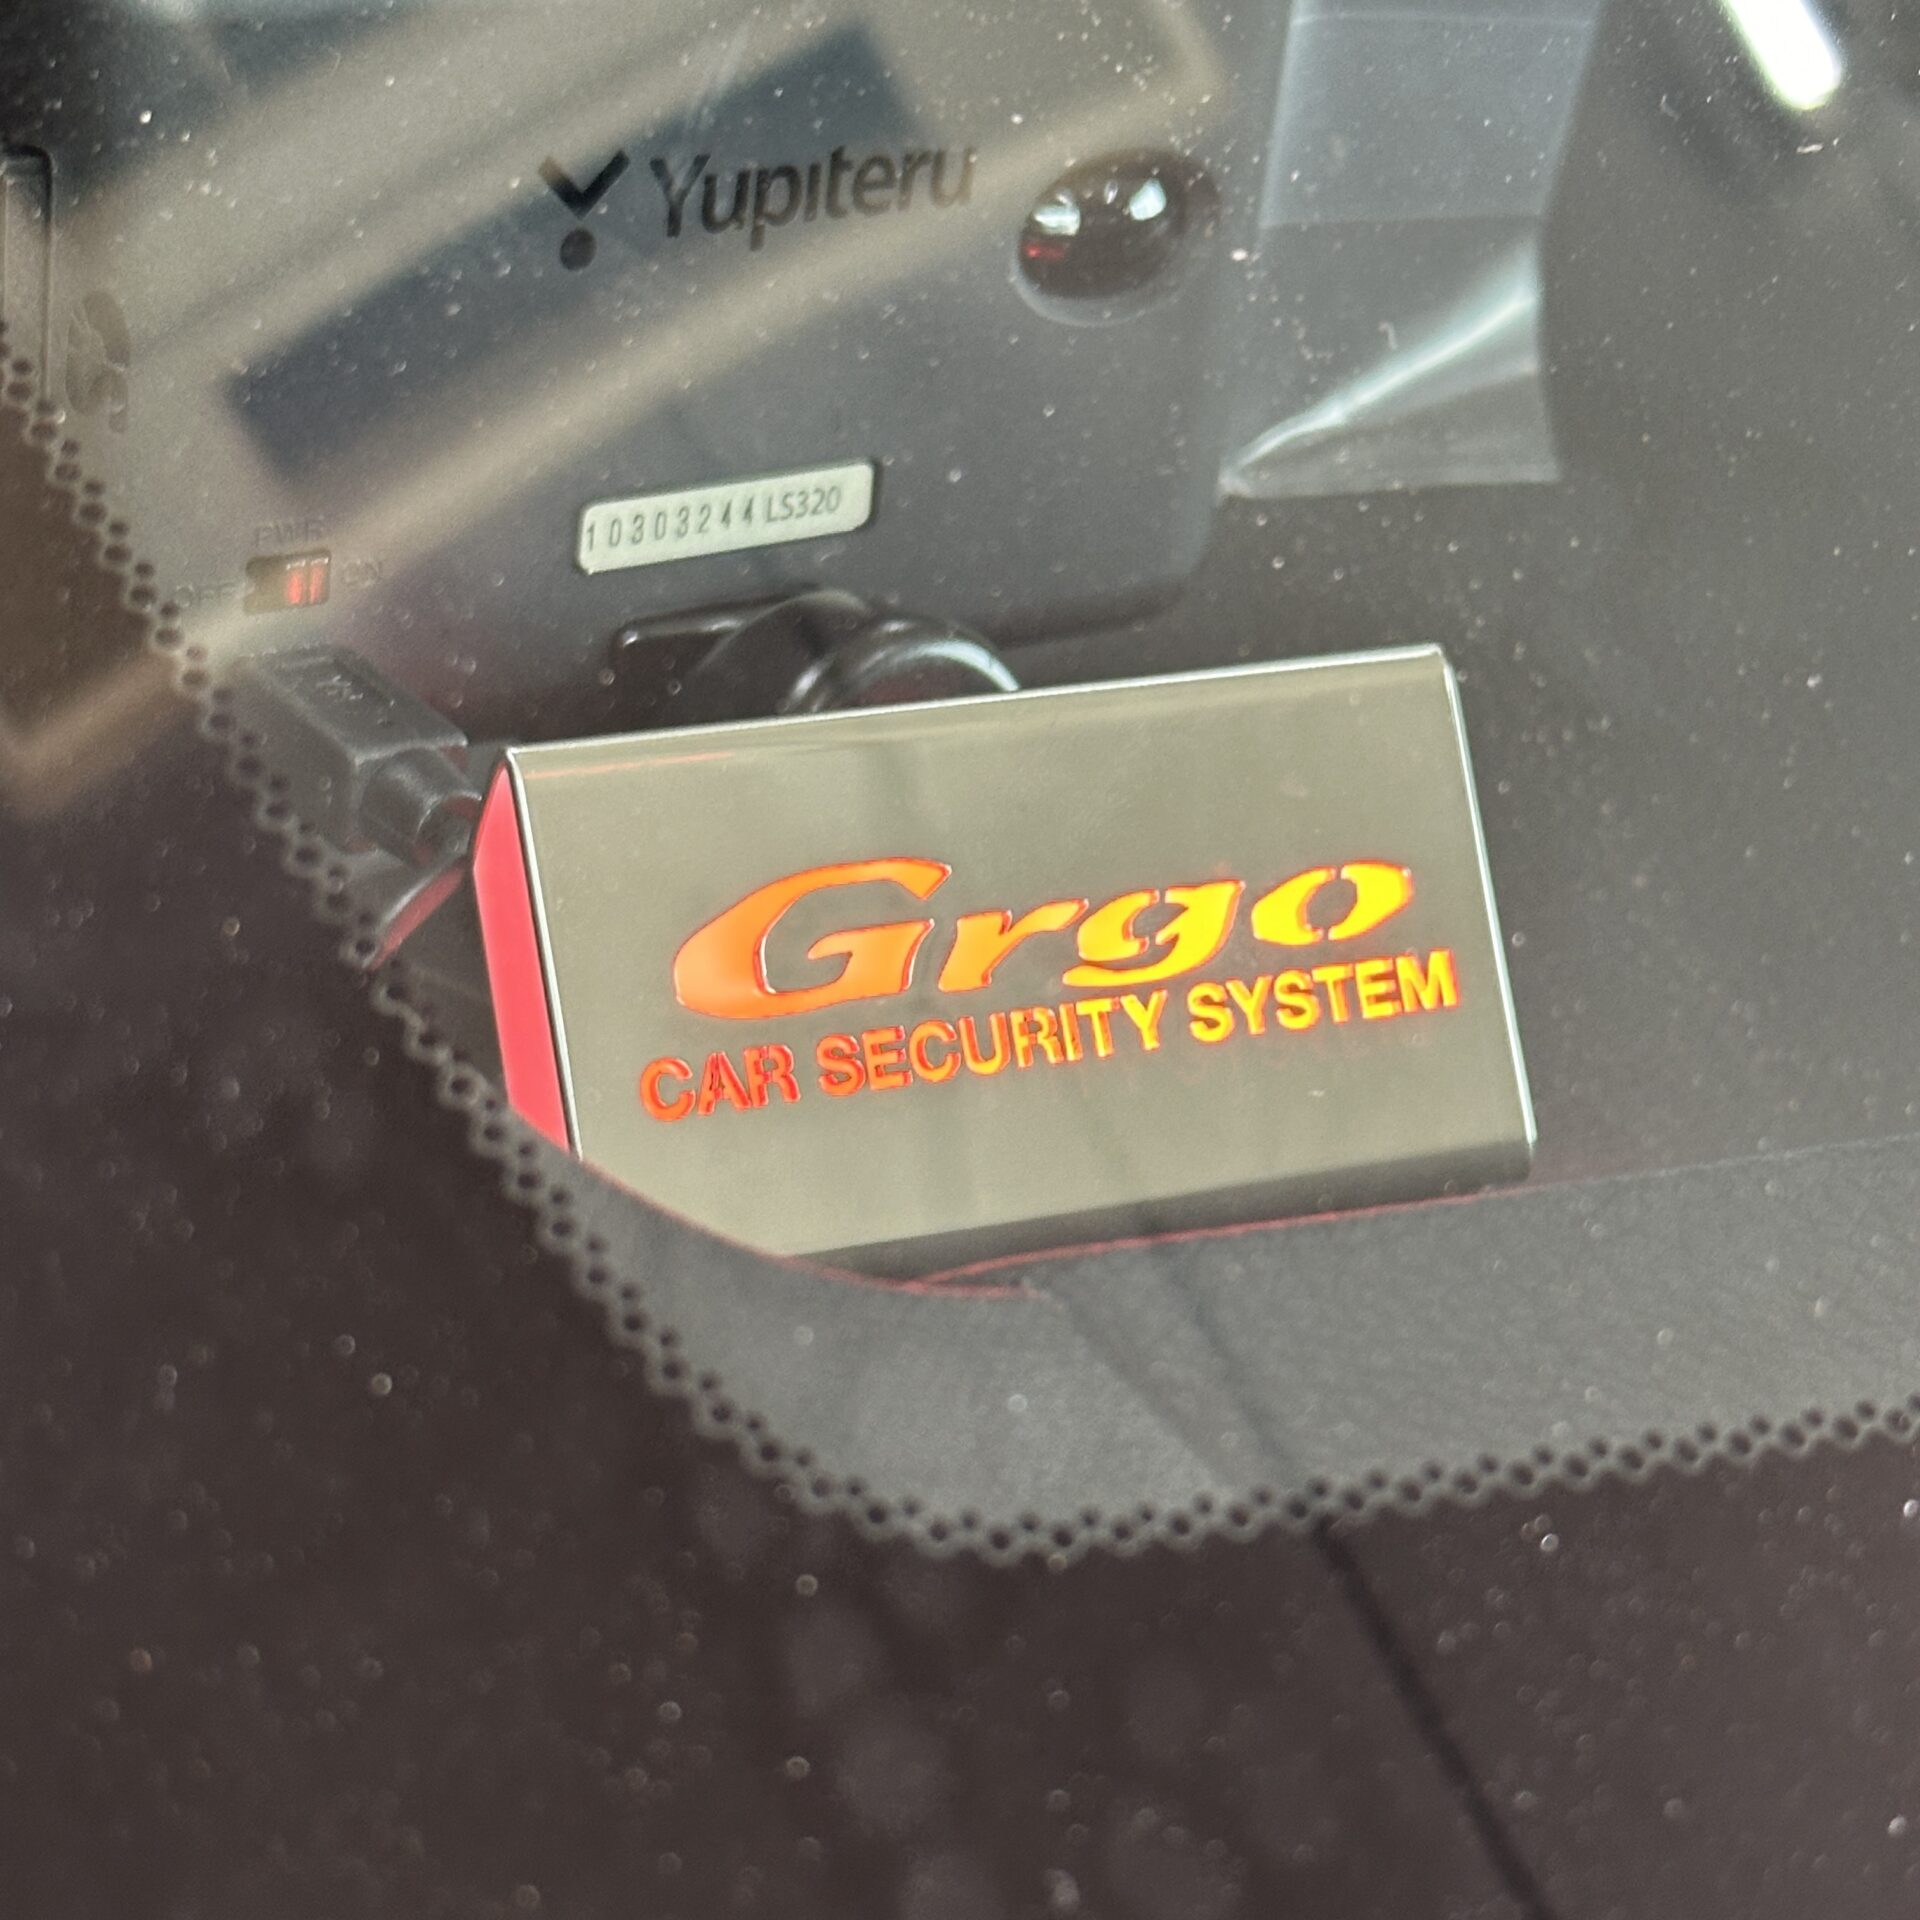 Yupiteru
10303244 LS320
PWR
OFF ON
Grgo
CAR SECURITY SYSTEM